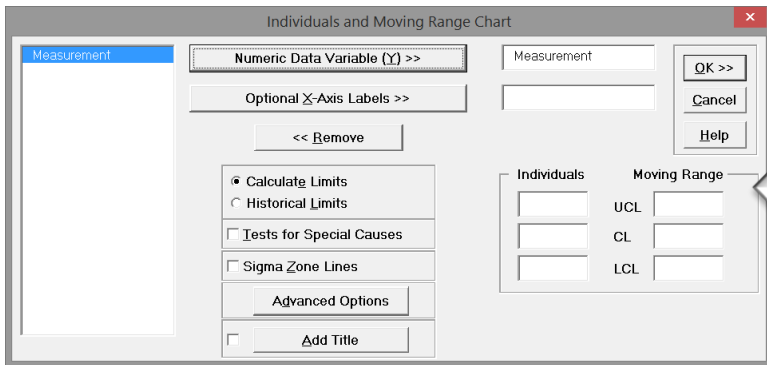 Individuals and Moving Range Chart
Measurement
Numeric Data Variable (Y) >>
Measurement
OK >>
Optional X-Axis Labels >>
Cancel
<< Remove
Help
Calculate Limits
Historical Limits
Tests for Special Causes
Sigma Zone Lines
Advanced Options
Add Title
Individuals Moving Range
UCL
CL
LCL